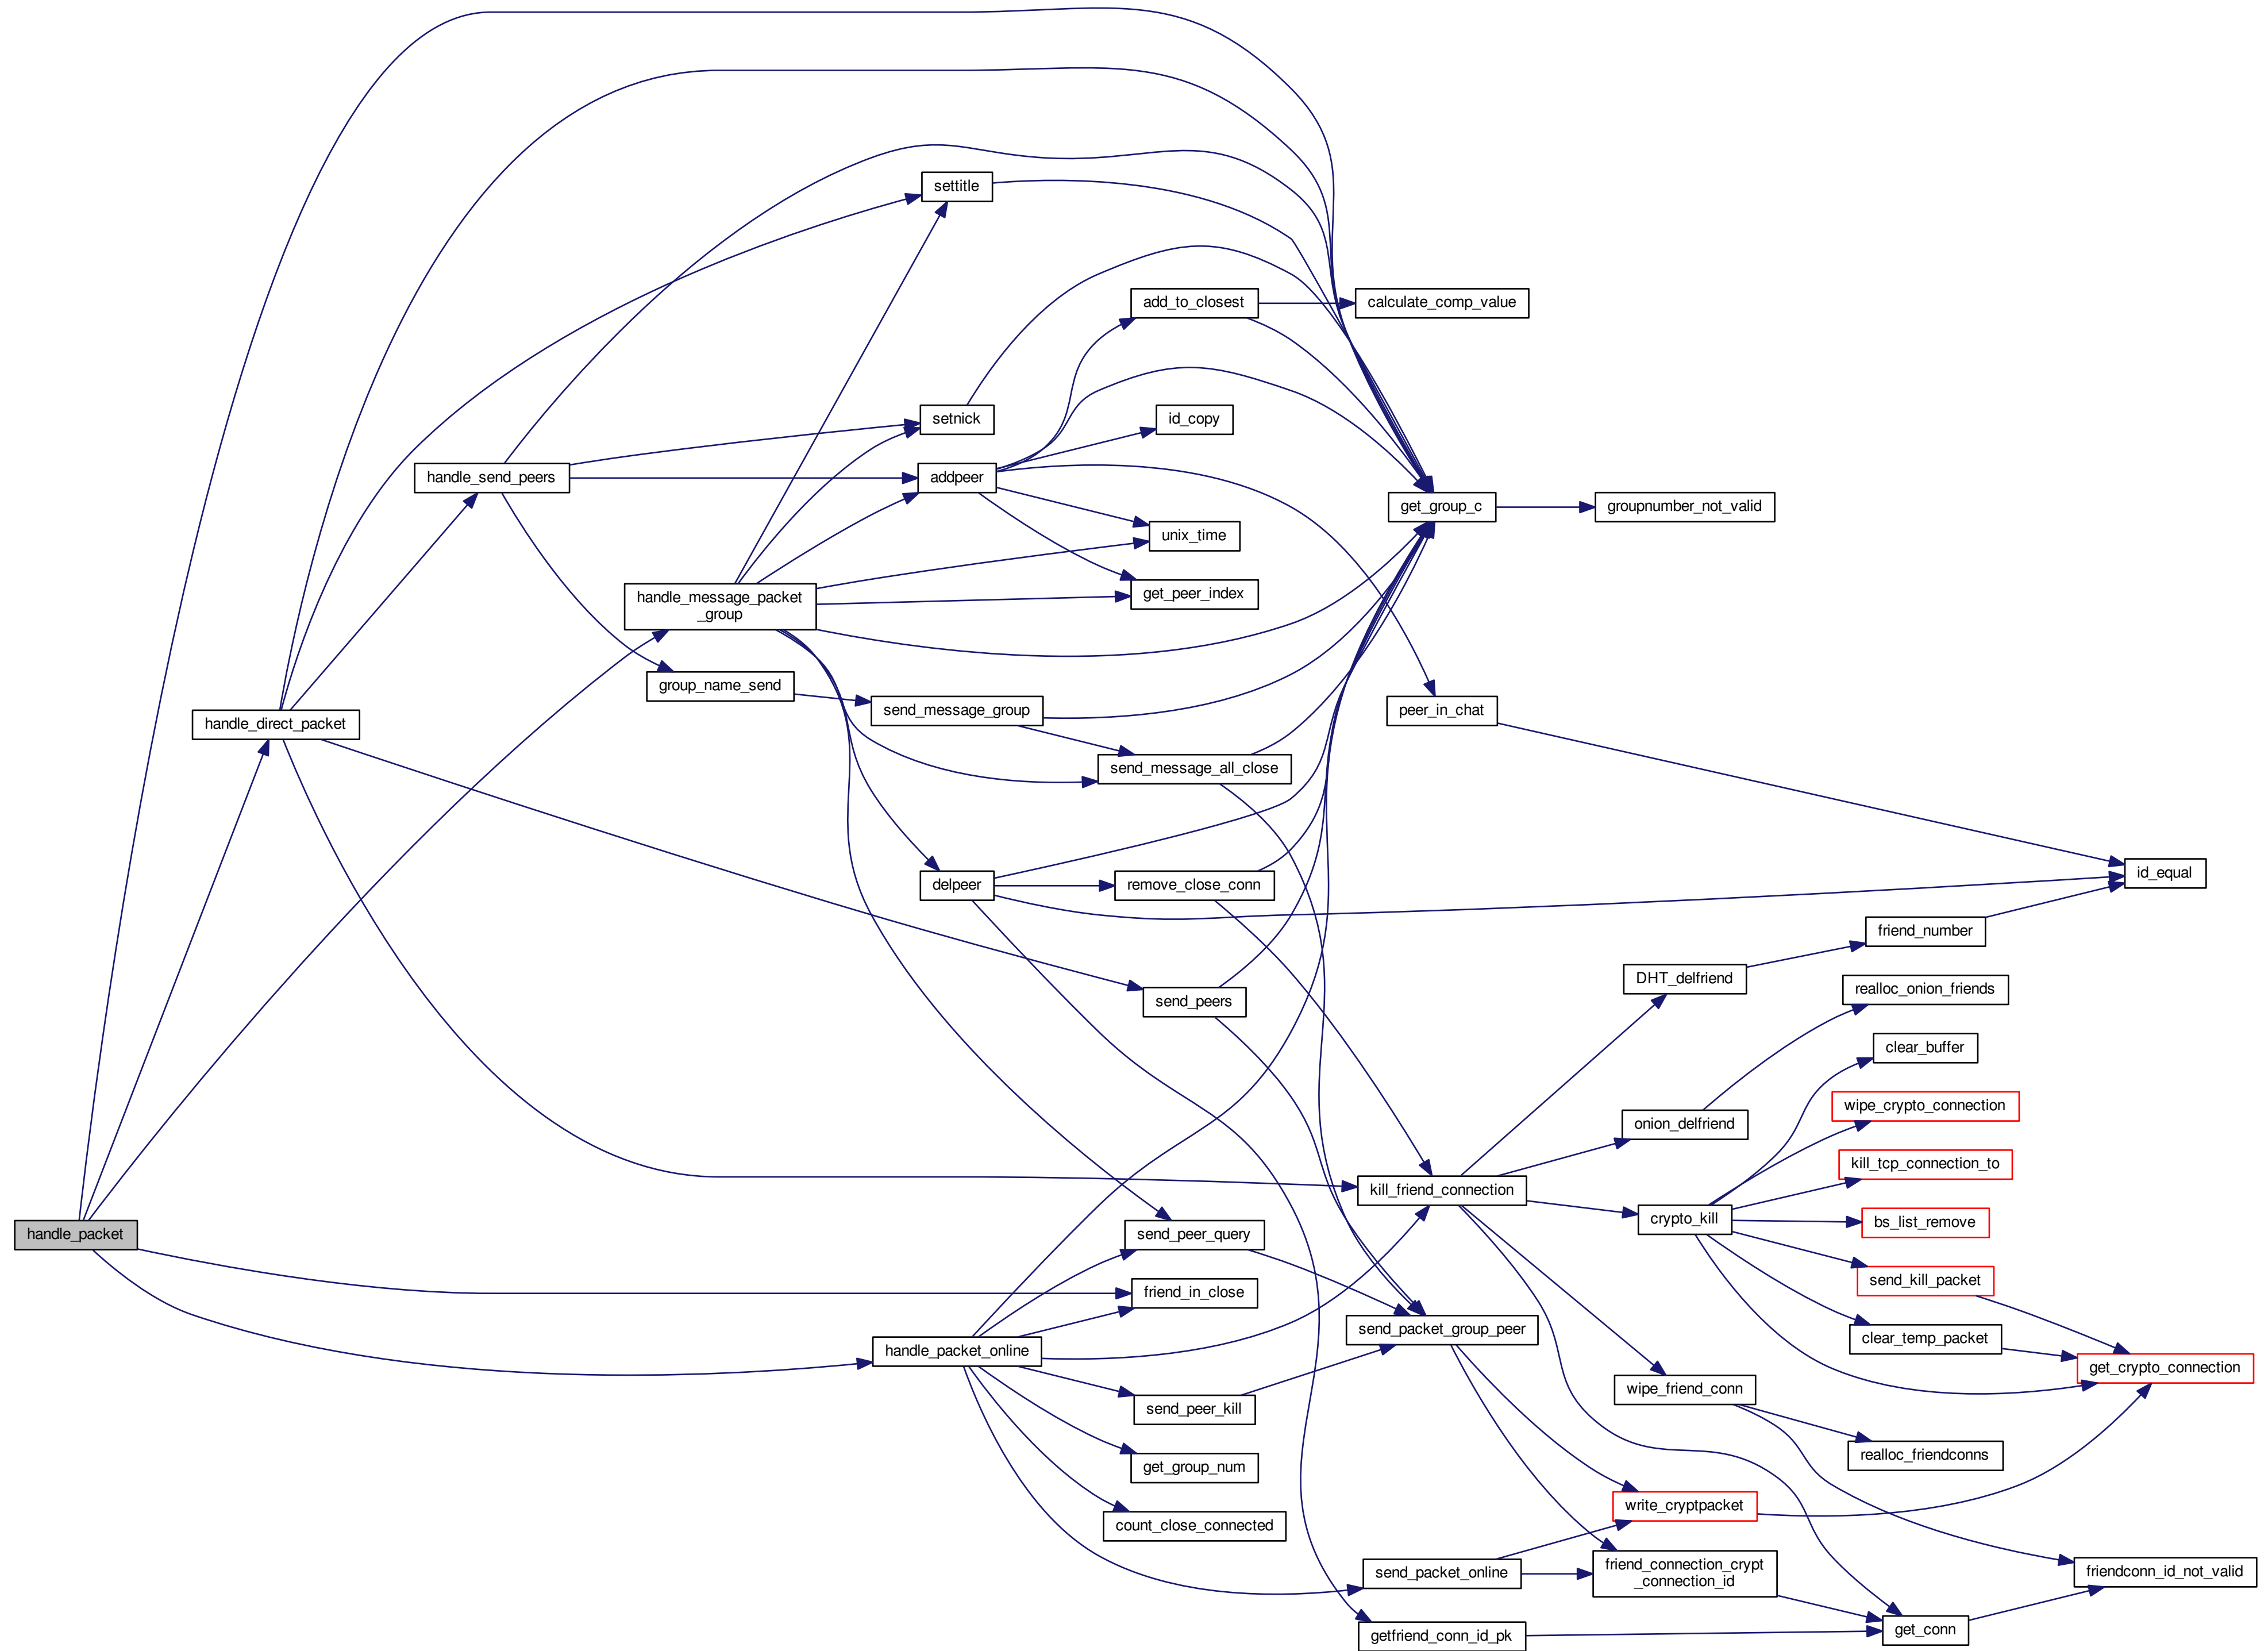 settitle
add_to_closest
calculate_comp_value
setnick
id_copy
handle_send_peers
addpeer
get_group_c
groupnumber_not_valid
unix_time
get_peer_index
handle_message_packet
_group
group_name_send
send_message_group
peer_in_chat
handle_direct_packet
send_message_all_close
delpeer
remove_close_conn
id_equal
friend_number
DHT_delfriend
realloc_onion_friends
send_peers
clear_buffer
wipe_crypto_connection
onion_delfriend
kill_tcp_connection_to
kill_friend_connection
crypto_kill
bs_list_remove
handle_packet
send_peer_query
send_kill_packet
friend_in_close
send_packet_group_peer
clear_temp_packet
handle_packet_online
get_crypto_connection
wipe_friend_conn
send_peer_kill
realloc_friendconns
get_group_num
write_cryptpacket
count_close_connected
send_packet_online
friend_connection_crypt
_connection_id
friendconn_id_not_valid
getfriend_conn_id_pk
get_conn